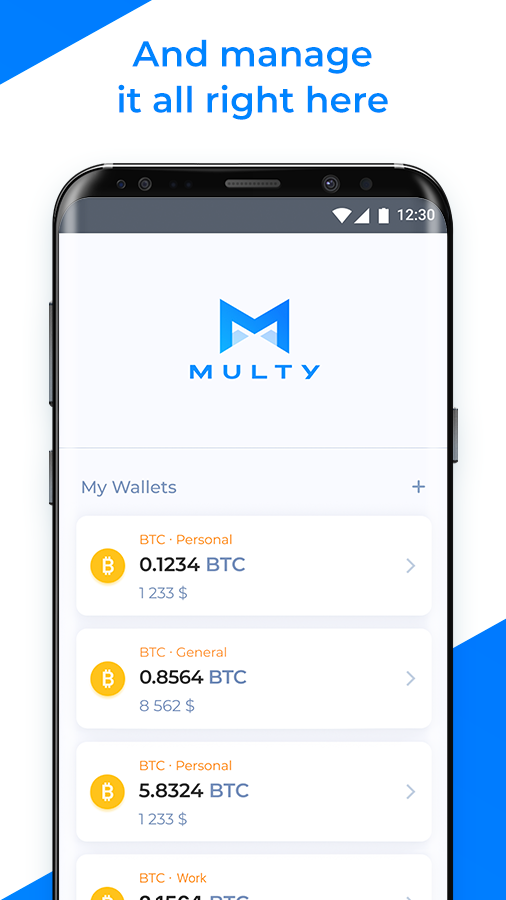 And manage
it all right here
12:30
MULTY
My Wallets +
BTC · Personal
0.1234 BTC
1 233 $
BTC · General
0.8564 BTC
8 562 $
BTC · Personal
5.8324 BTC
1 233 $
BTC · Work